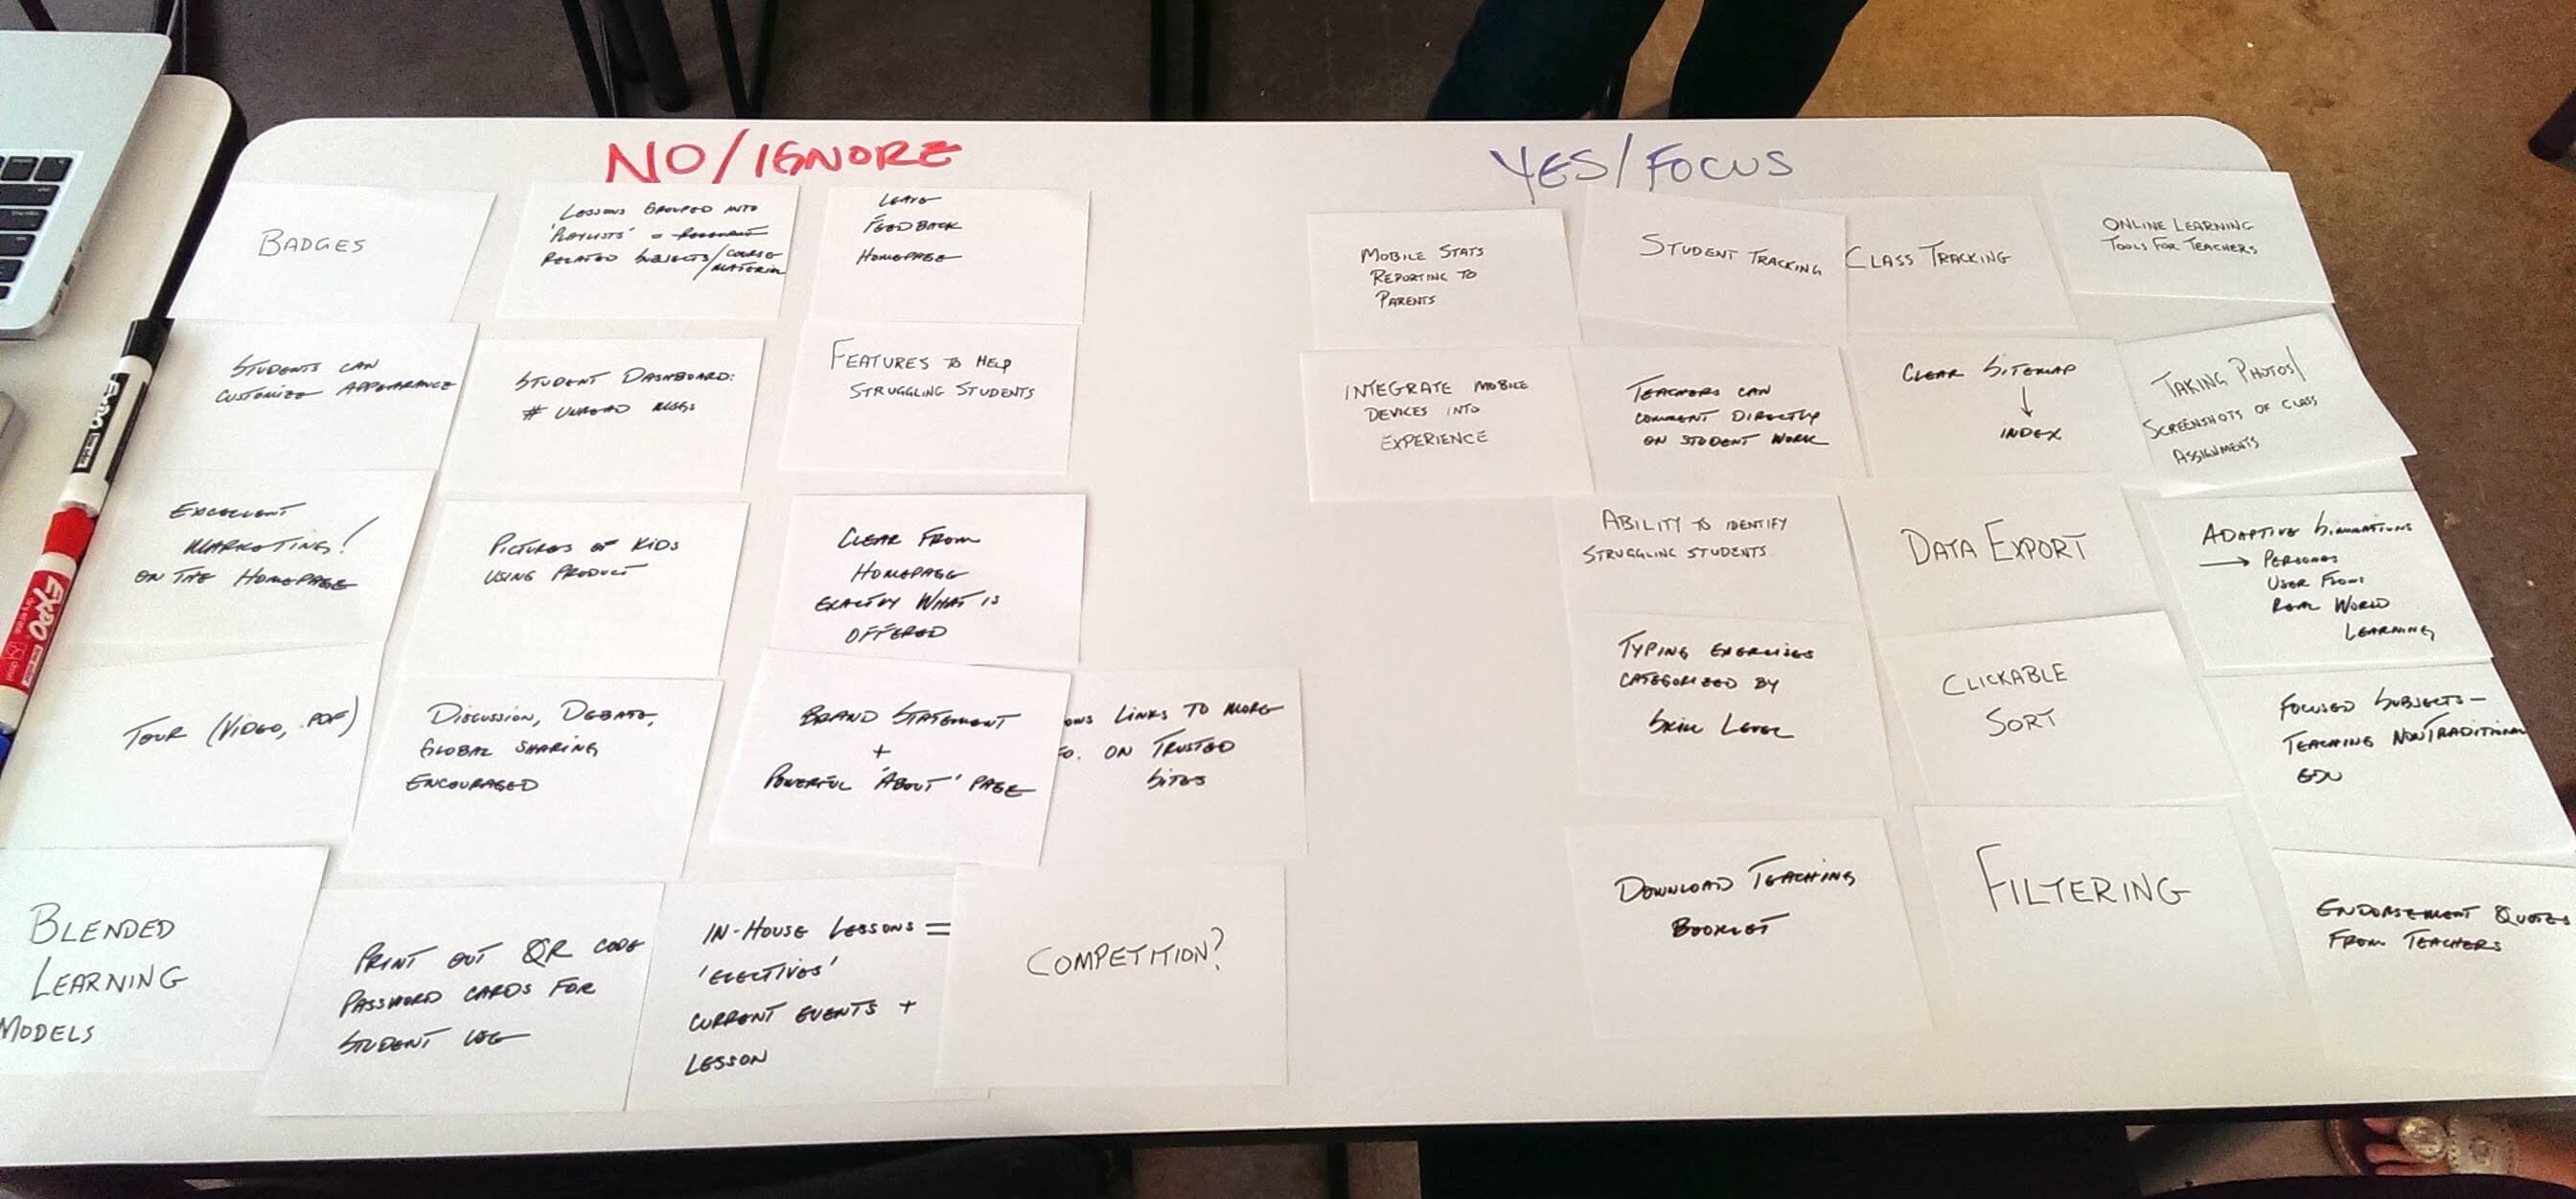 NO/IGNORE
BADGES
LESSONS GROUPED INTO
'PLAYLISTS' =
RELATED SUBJECTS/COURSE
/MATERIAL
LEAVE
FEEDBACK
HOMEPAGE
STUDENTS CAN
CUSTOMIZE APPEARANCE
STUDENT DASHBOARD:
# UNREAD MSGS
FEATURES TO HELP
STRUGGLING STUDENTS
EXCELLENT
MARKETING!
ON THE HOMEPAGE
PICTURES OF KIDS
USING PRODUCT
CLEAR FROM
HOMEPAGE
EXACTLY WHAT IS
OFFERED
TOUR (VIDEO, .PDF)
DISCUSSION, DEBATE,
GLOBAL SHARING
ENCOURAGED
BRAND STATEMENT
+
POWERFUL 'ABOUT' PAGE
LINKS TO MORE
ON TRUSTED
SITES
BLENDED
LEARNING
MODELS
PRINT OUT QR CODE
PASSWORD CARDS FOR
STUDENT LOG
IN-HOUSE LESSONS =
'ELECTIVES'
CURRENT EVENTS +
LESSON
COMPETITION?
YES/FOCUS
MOBILE STATS
REPORTING TO
PARENTS
STUDENT TRACKING
CLASS TRACKING
ONLINE LEARNING
TOOLS FOR TEACHERS
INTEGRATE MOBILE
DEVICES INTO
EXPERIENCE
TEACHERS CAN
COMMENT DIRECTLY
ON STUDENT WORK
CLEAR SITEMAP
↓
INDEX
TAKING PHOTOS/
SCREENSHOTS OF CLASS
ASSIGNMENTS
ABILITY TO IDENTIFY
STRUGGLING STUDENTS
DATA EXPORT
ADAPTIVE SIMULATIONS
→ PERSONAS
USER FLOWS
REAL WORLD
LEARNING
TYPING EXERCISES
CATEGORIZED BY
SKILL LEVEL
CLICKABLE
SORT
FOCUSED SUBJECTS-
TEACHING NONTRADITIONAL
EDU
DOWNLOAD TEACHING
BOOKLET
FILTERING
ENDORSEMENT QUOTES
FROM TEACHERS
EXPO
EXPO